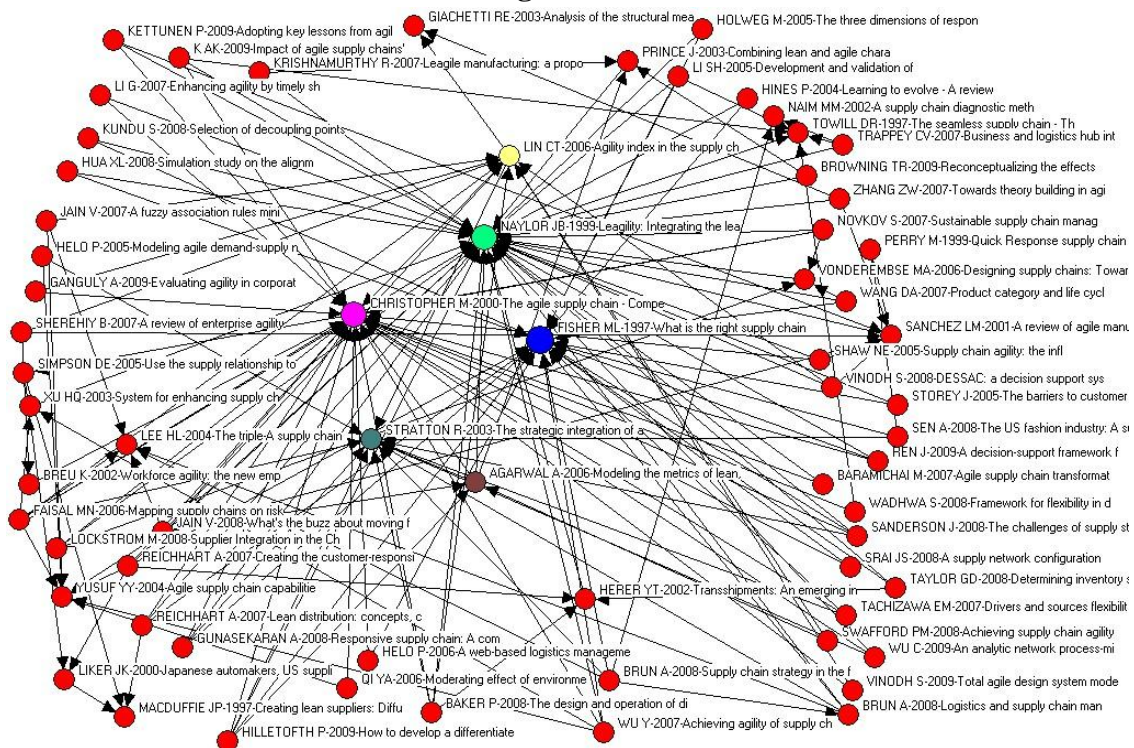 GIACHETTI RE-2003-Analysis of the structural mea
HOLWEG M-2005-The three dimensions of respon
KETTUNEN P-2009-Adopting key lessons from agil
K AK-2009-Impact of agile supply chains'
PRINCE J-2003-Combining lean and agile chara
KRISHNAMURTHY R-2007-Leagile manufacturing: a propo
LI SH-2005-Development and validation of
LI G-2007-Enhancing agility by timely sh
HINES P-2004-Learning to evolve - A review
NAIM MM-2002-A supply chain diagnostic meth
TOWILL DR-1997-The seamless supply chain - Th
KUNDU S-2008-Selection of decoupling points
TRAPPEY CV-2007-Business and logistics hub int
LIN CT-2006-Agility index in the supply ch
HUA XL-2008-Simulation study on the alignm
BROWNING TR-2009-Reconceptualizing the effects
ZHANG ZW-2007-Towards theory building in agi
JAIN V-2007-A fuzzy association rules mini
NAYLOR JB-1999-Leagility: Integrating the lea
NOVKOV S-2007-Sustainable supply chain manag
PERRY M-1999-Quick Response supply chain
HELO P-2005-Modeling agile demand-supply n
VONDEREMBSE MA-2006-Designing supply chains: Towar
GANGULY A-2009-Evaluating agility in corporat
WANG DA-2007-Product category and life cycl
CHRISTOPHER M-2000-The agile supply chain - Compe
SHEREHIY B-2007-A review of enterprise agility
FISHER ML-1997-What is the right supply chain
SANCHEZ LM-2001-A review of agile manu
SHAW NE-2005-Supply chain agility: the infl
SIMPSON DE-2005-Use the supply relationship to
VINODH S-2008-DESSAC: a decision support sys
XU HQ-2003-System for enhancing supply ch
STOREY J-2005-The barriers to customer
LEE HL-2004-The triple-A supply chain
STRATTON R-2003-The strategic integration of a
SEN A-2008-The US fashion industry: A su
REN J-2009-A decision-support framework f
BREU K-2002-Workforce agility: the new emp
AGARWAL A-2006-Modeling the metrics of lean,
BARAMICHAI M-2007-Agile supply chain transformat
WADHWA S-2008-Framework for flexibility in d
FAISAL MN-2006-Mapping supply chains on risk
JAIN V-2008-What's the buzz about moving f
SANDERSON J-2008-The challenges of supply st
LOCKSTROM M-2008-Supplier Integration in the Ch
REICHHART A-2007-Creating the customer-responsi
SRAI JS-2008-A supply network configuration
TAYLOR GD-2008-Determining inventory s
YUSUF YY-2004-Agile supply chain capabilitie
HERER YT-2002-Transshipments: An emerging in
TACHIZAWA EM-2007-Drivers and sources flexibilit
REICHHART A-2007-Lean distribution: concepts, c
SWAFFORD PM-2008-Achieving supply chain agility
GUNASEKARAN A-2008-Responsive supply chain: A com
HELO P-2006-A web-based logistics manageme
WU C-2009-An analytic network process-mi
LIKER JK-2000-Japanese automakers, US suppli
BRUN A-2008-Supply chain strategy in the f
QI YA-2006-Moderating effect of environme
VINODH S-2009-Total agile design system mode
MACDUFFIE JP-1997-Creating lean suppliers: Diffu
BAKER P-2008-The design and operation of di
BRUN A-2008-Logistics and supply chain man
WU Y-2007-Achieving agility of supply ch
HILLETOFTH P-2009-How to develop a differentiate